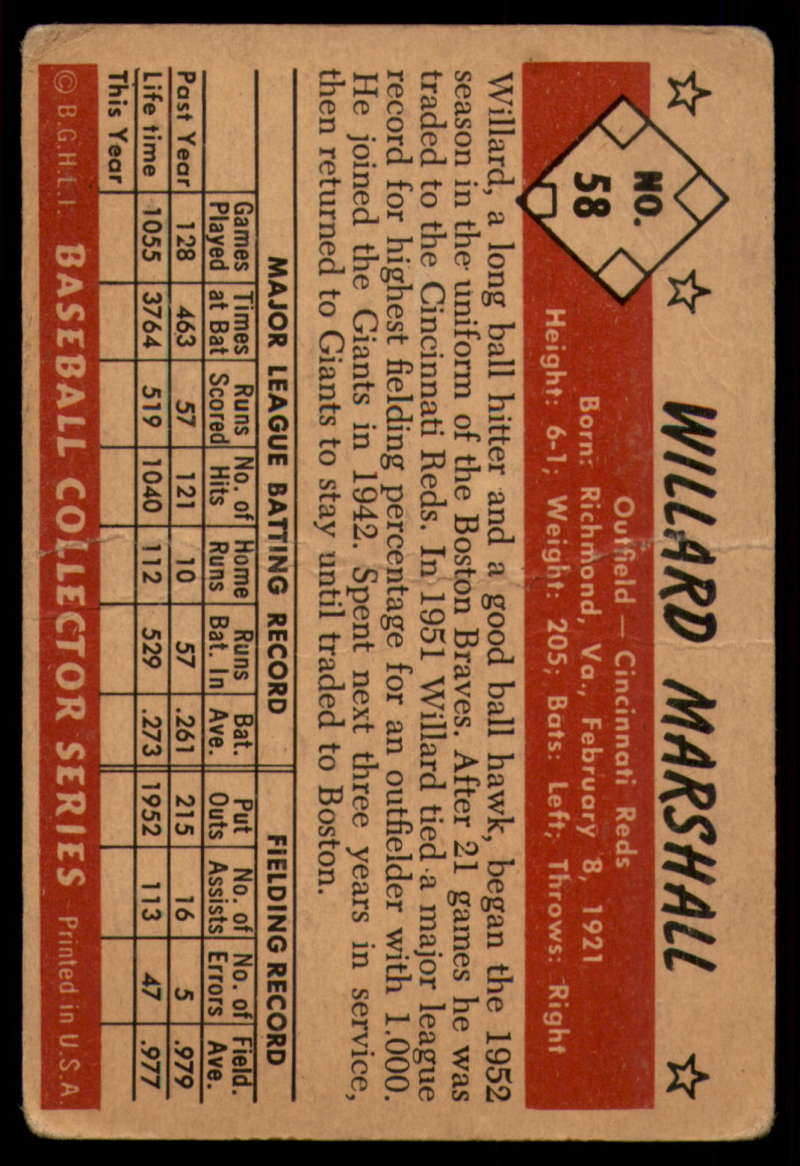 WILLARD MARSHALL
NO.
58
Outfield — Cincinnati Reds
Born: Richmond, Va., February 8, 1921
Height: 6-1; Weight: 205; Bats: Left; Throws: Right
Willard, a long ball hitter and a good ball hawk, began the 1952
season in the uniform of the Boston Braves. After 21 games he was
traded to the Cincinnati Reds. In 1951 Willard tied a major league
record for highest fielding percentage for an outfielder with 1.000.
He joined the Giants in 1942. Spent next three years in service,
then returned to Giants to stay until traded to Boston.
MAJOR LEAGUE BATTING RECORD FIELDING RECORD
Games Times Runs No. of Home Runs Bat. Put No. of No. of Field.
Played at Bat Scored Hits Runs Bat. In Ave. Outs Assists Errors Ave.
Past Year 128 463 57 121 10 57 .261 215 16 5 .979
Life time 1055 3764 519 1040 112 529 .273 1952 113 47 .977
This Year
© B.G.H.L.I. BASEBALL COLLECTOR SERIES Printed in U.S.A.